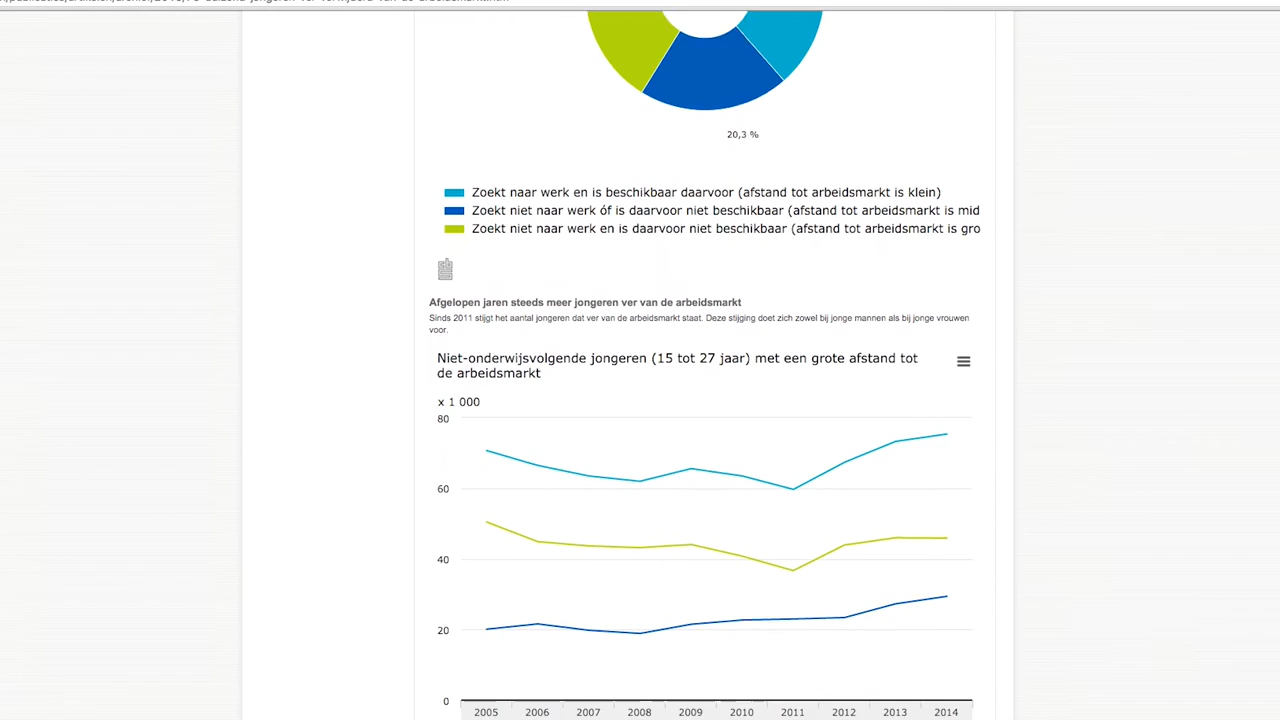 20,3 %
Zoekt naar werk en is beschikbaar daarvoor (afstand tot arbeidsmarkt is klein)
Zoekt niet naar werk óf is daarvoor niet beschikbaar (afstand tot arbeidsmarkt is mid
Zoekt niet naar werk en is daarvoor niet beschikbaar (afstand tot arbeidsmarkt is gro
Afgelopen jaren steeds meer jongeren ver van de arbeidsmarkt
Sinds 2011 stijgt het aantal jongeren dat ver van de arbeidsmarkt staat. Deze stijging doet zich zowel bij jonge mannen als bij jonge vrouwen
voor.
Niet-onderwijsvolgende jongeren (15 tot 27 jaar) met een grote afstand tot
de arbeidsmarkt
x 1 000
80
60
40
20
0
2005 2006 2007 2008 2009 2010 2011 2012 2013 2014